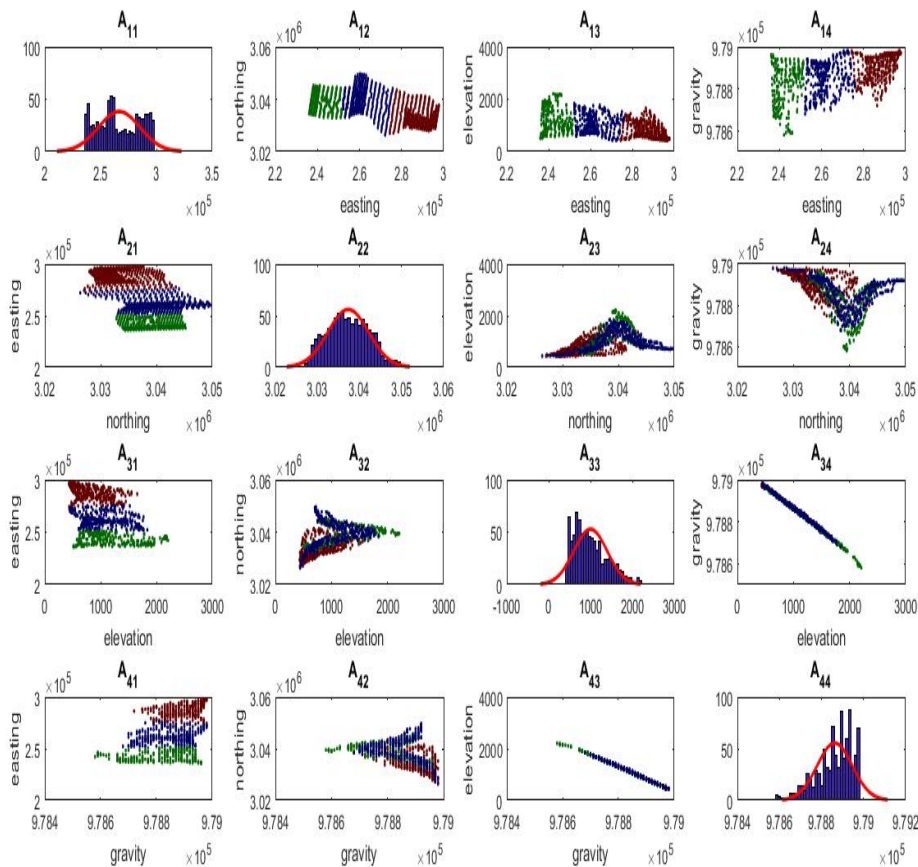 A11 A12 A13 A14
100 50 0
2 2.5 3 3.5
×10^5
northing
×10^6
3.06 3.04 3.02
2.2 2.4 2.6 2.8 3
×10^5
easting
elevation
4000 2000 0
2.2 2.4 2.6 2.8 3
×10^5
easting
gravity
×10^5
9.79 9.788 9.786
2.2 2.4 2.6 2.8 3
×10^5
easting
A21 A22 A23 A24
easting
×10^5
3 2.5 2
3.02 3.03 3.04 3.05
×10^6
northing
100 50 0
3.02 3.03 3.04 3.05 3.06
×10^6
elevation
4000 2000 0
3.02 3.03 3.04 3.05
×10^6
northing
gravity
×10^5
9.79 9.788 9.786
3.02 3.03 3.04 3.05
×10^6
northing
A31 A32 A33 A34
easting
×10^5
3 2.5 2
0 1000 2000 3000
elevation
northing
×10^6
3.06 3.04 3.02
0 1000 2000 3000
elevation
100 50 0
-1000 0 1000 2000 3000
gravity
×10^5
9.79 9.788 9.786
0 1000 2000 3000
elevation
A41 A42 A43 A44
easting
×10^5
3 2.5 2
9.784 9.786 9.788 9.79
×10^5
gravity
northing
×10^6
3.06 3.04 3.02
9.784 9.786 9.788 9.79
×10^5
gravity
elevation
4000 2000 0
9.784 9.786 9.788 9.79
×10^5
gravity
100 50 0
9.784 9.786 9.788 9.79 9.792
×10^5